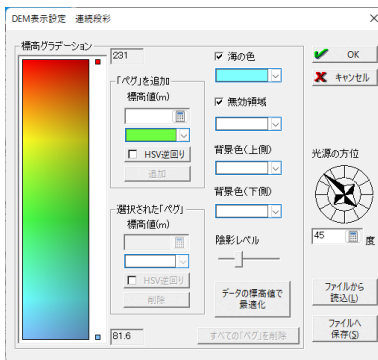 DEM表示設定 連続段彩
標高グラデーション
231
「ペグ」を追加
標高値(m)
HSV逆回り
追加
選択された「ペグ」
標高値(m)
HSV逆回り
削除
81.6
海の色
無効領域
背景色(上側)
背景色(下側)
陰影レベル
データの標高値で
最適化
すべての「ペグ」を削除
OK
キャンセル
光源の方位
45
度
ファイルから
読込(L)
ファイルへ
保存(S)